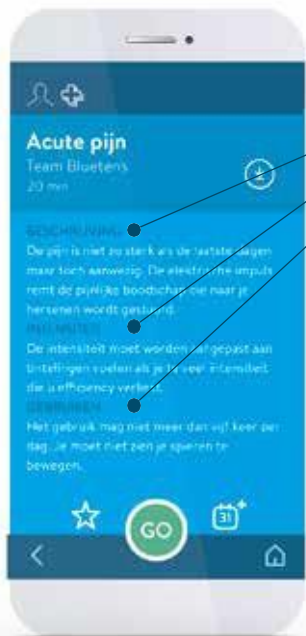 Acute pijn
Team Bluetens
20 min
BESCHRIJVING
De pijn is niet zo sterk als de laatste dagen
maar toch aanwezig. De elektrische impuls
remt de pijnlijke boodschap die naar je
hersenen wordt gestuurd.
INTENSITEIT
De intensiteit moet worden aangepast aan
tintelingen voelen als je te veel intensiteit
die u efficiency verliest.
GEBRUIKEN
Het gebruik mag niet meer dan vijf keer per
dag. Je moet niet zien je spieren te
bewegen.
GO
31